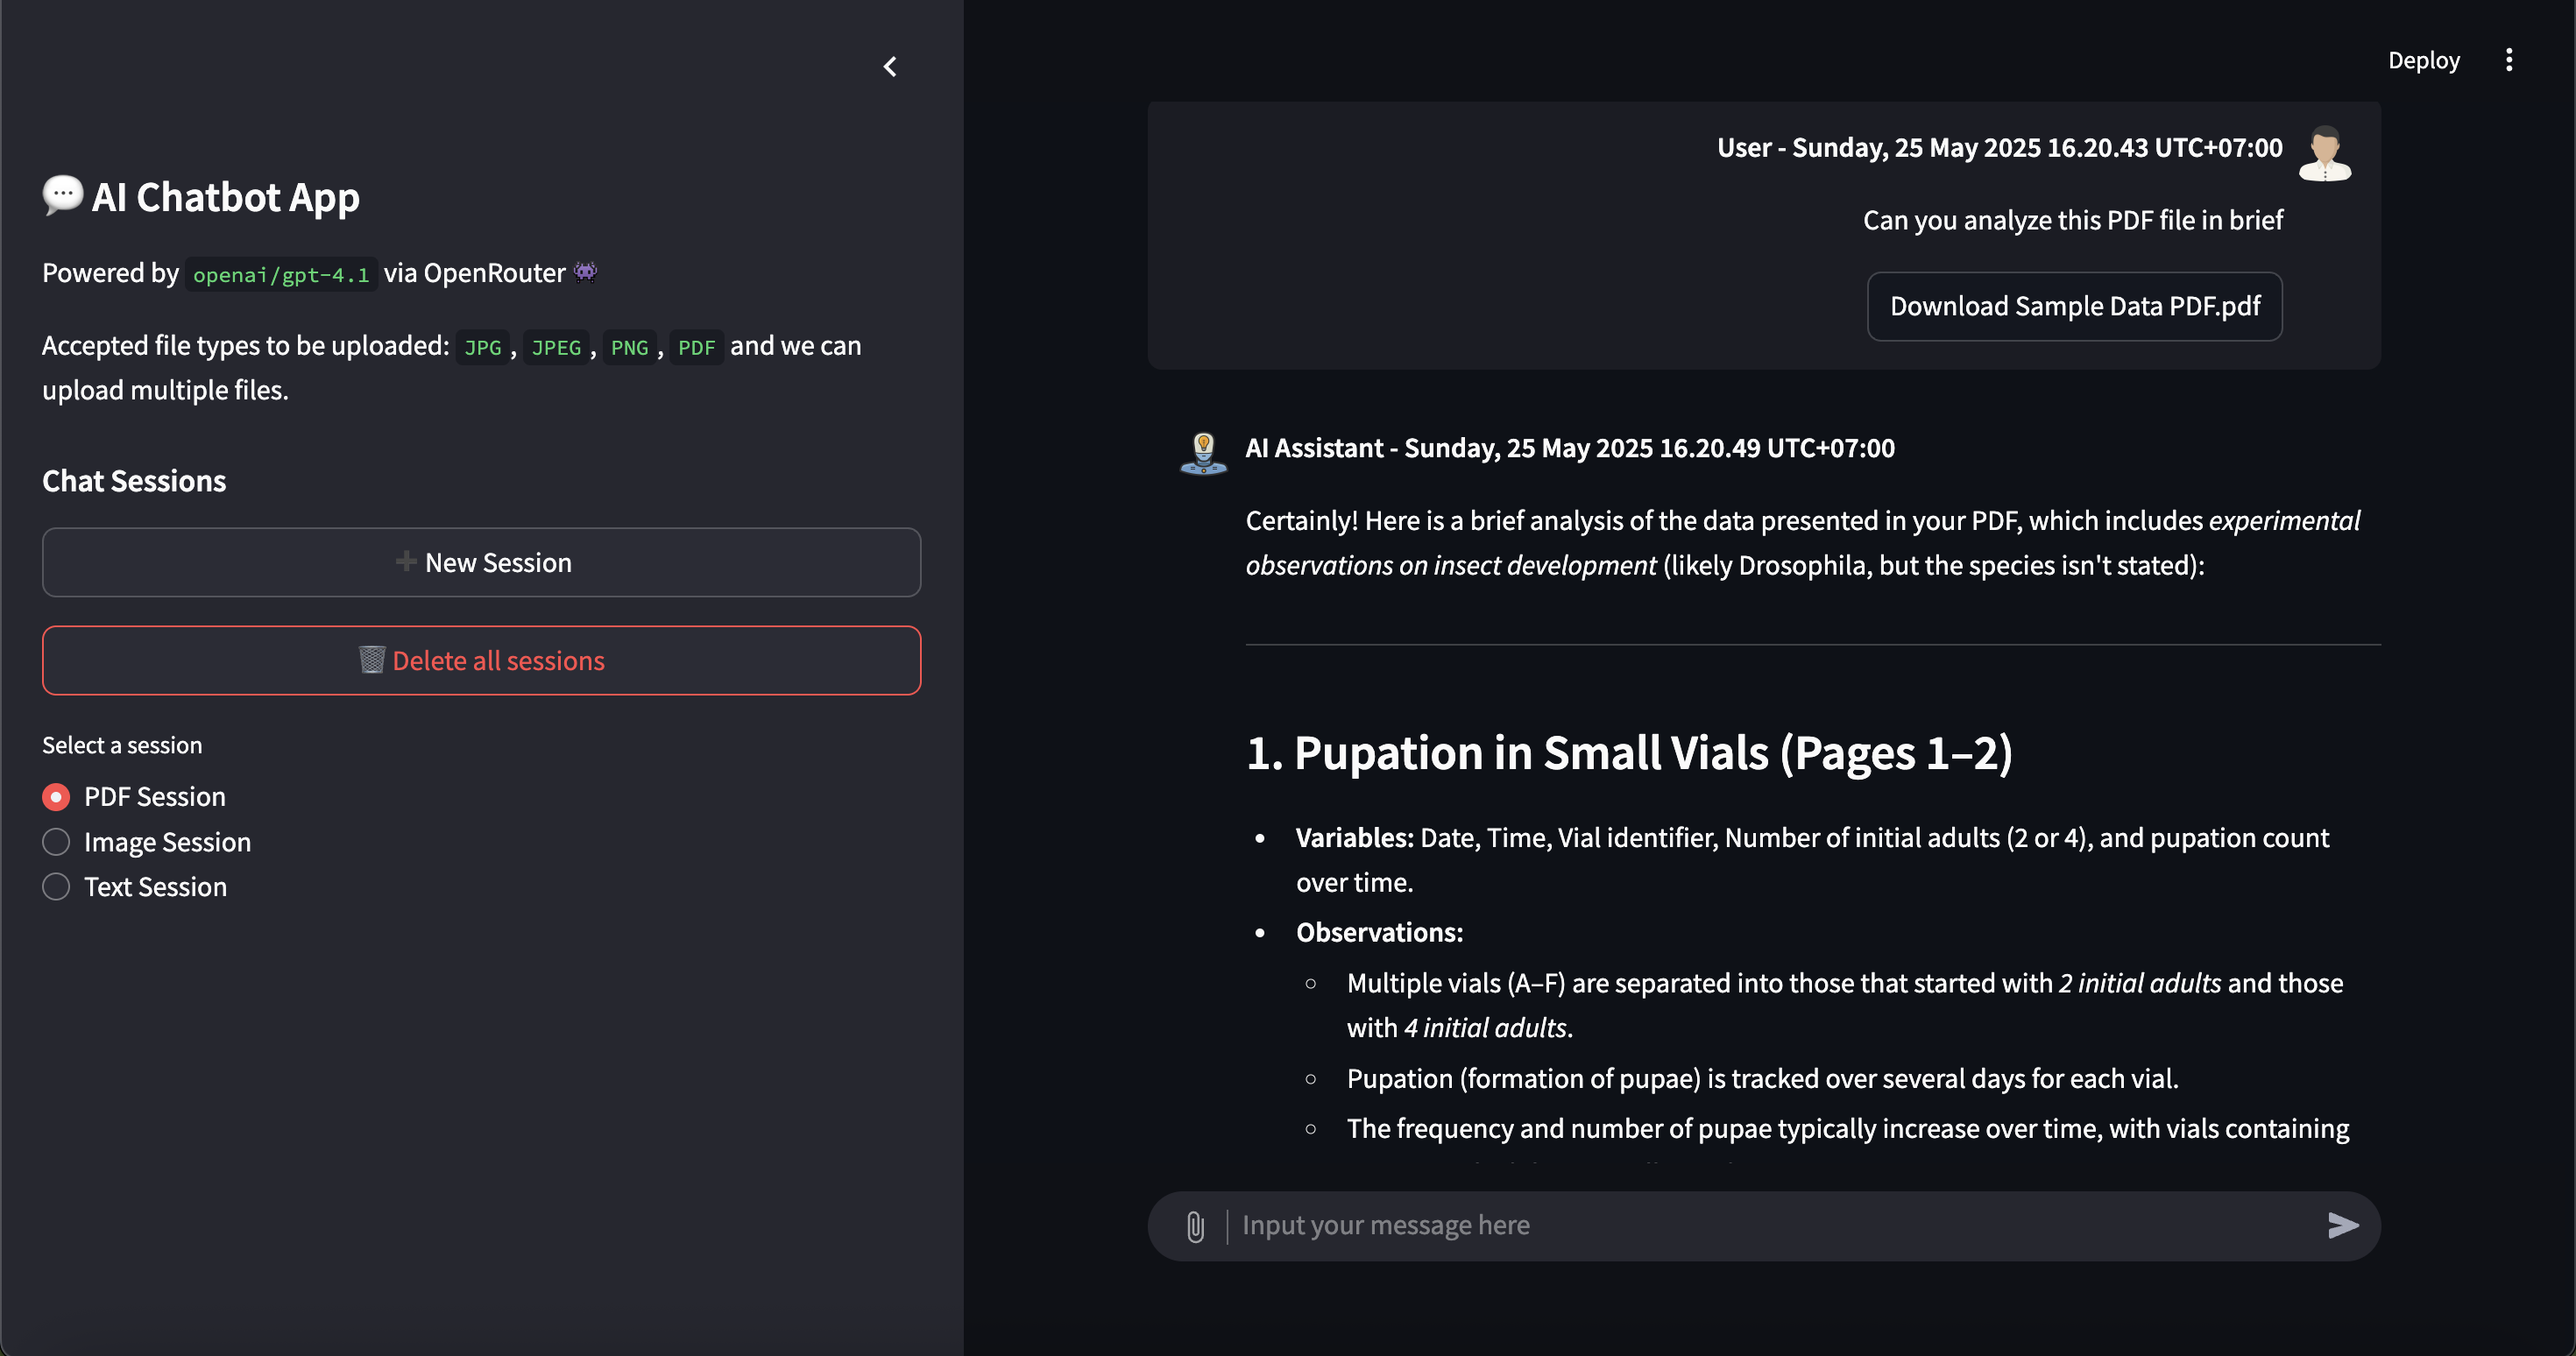 AI Chatbot App
Powered by openai/gpt-4.1 via OpenRouter
Accepted file types to be uploaded: JPG, JPEG, PNG, PDF and we can
upload multiple files.
Chat Sessions
New Session
Delete all sessions
Select a session
PDF Session
Image Session
Text Session
Deploy
User - Sunday, 25 May 2025 16.20.43 UTC+07:00
Can you analyze this PDF file in brief
Download Sample Data PDF.pdf
AI Assistant - Sunday, 25 May 2025 16.20.49 UTC+07:00
Certainly! Here is a brief analysis of the data presented in your PDF, which includes experimental
observations on insect development (likely Drosophila, but the species isn't stated):
1. Pupation in Small Vials (Pages 1–2)
• Variables: Date, Time, Vial identifier, Number of initial adults (2 or 4), and pupation count
over time.
• Observations:
◦ Multiple vials (A–F) are separated into those that started with 2 initial adults and those
with 4 initial adults.
◦ Pupation (formation of pupae) is tracked over several days for each vial.
◦ The frequency and number of pupae typically increase over time, with vials containing
Input your message here